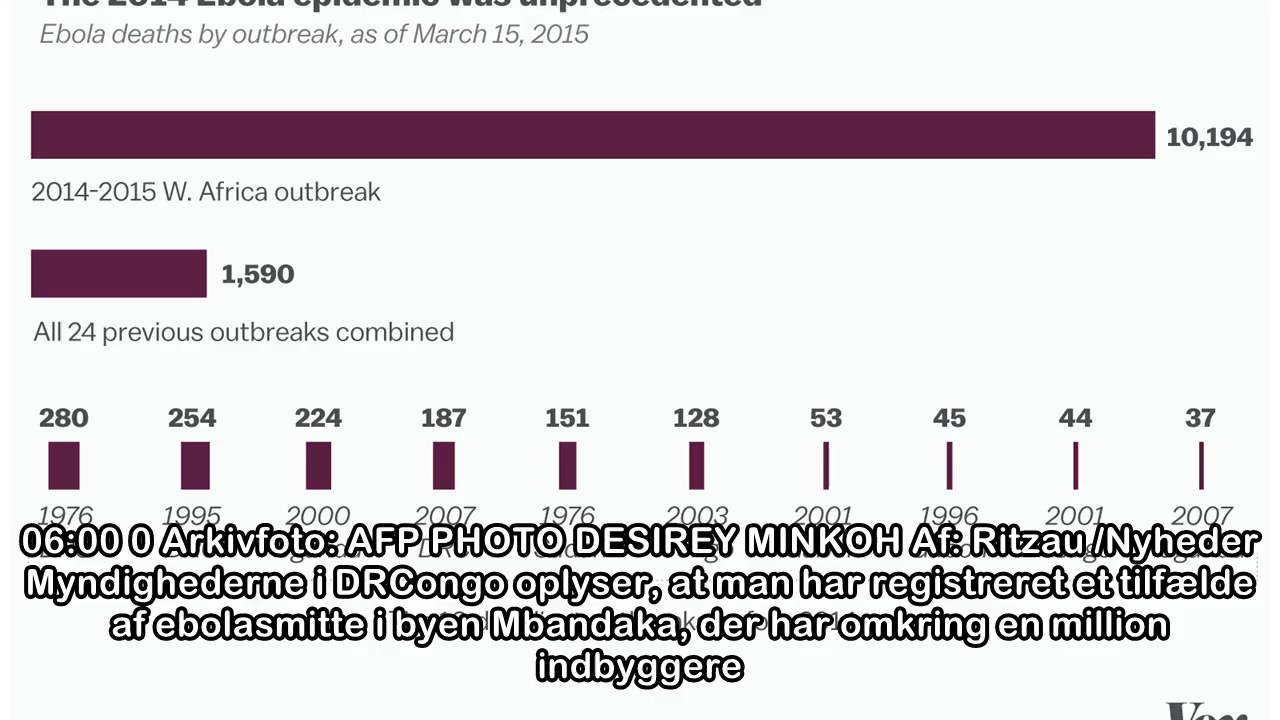 The 2014 Ebola epidemic was unprecedented
Ebola deaths by outbreak, as of March 15, 2015
10,194
2014-2015 W. Africa outbreak
1,590
All 24 previous outbreaks combined
280 254 224 187 151 128 53 45 44 37
1976 1995 2000 2007 1976 2003 2001 1996 2001 2007
06:00 0 Arkivfoto: AFP PHOTO DESIREY MINKOH Af: Ritzau /Nyheder
Myndighederne i DRCongo oplyser, at man har registreret et tilfælde
af ebolasmitte i byen Mbandaka, der har omkring en million
indbyggere